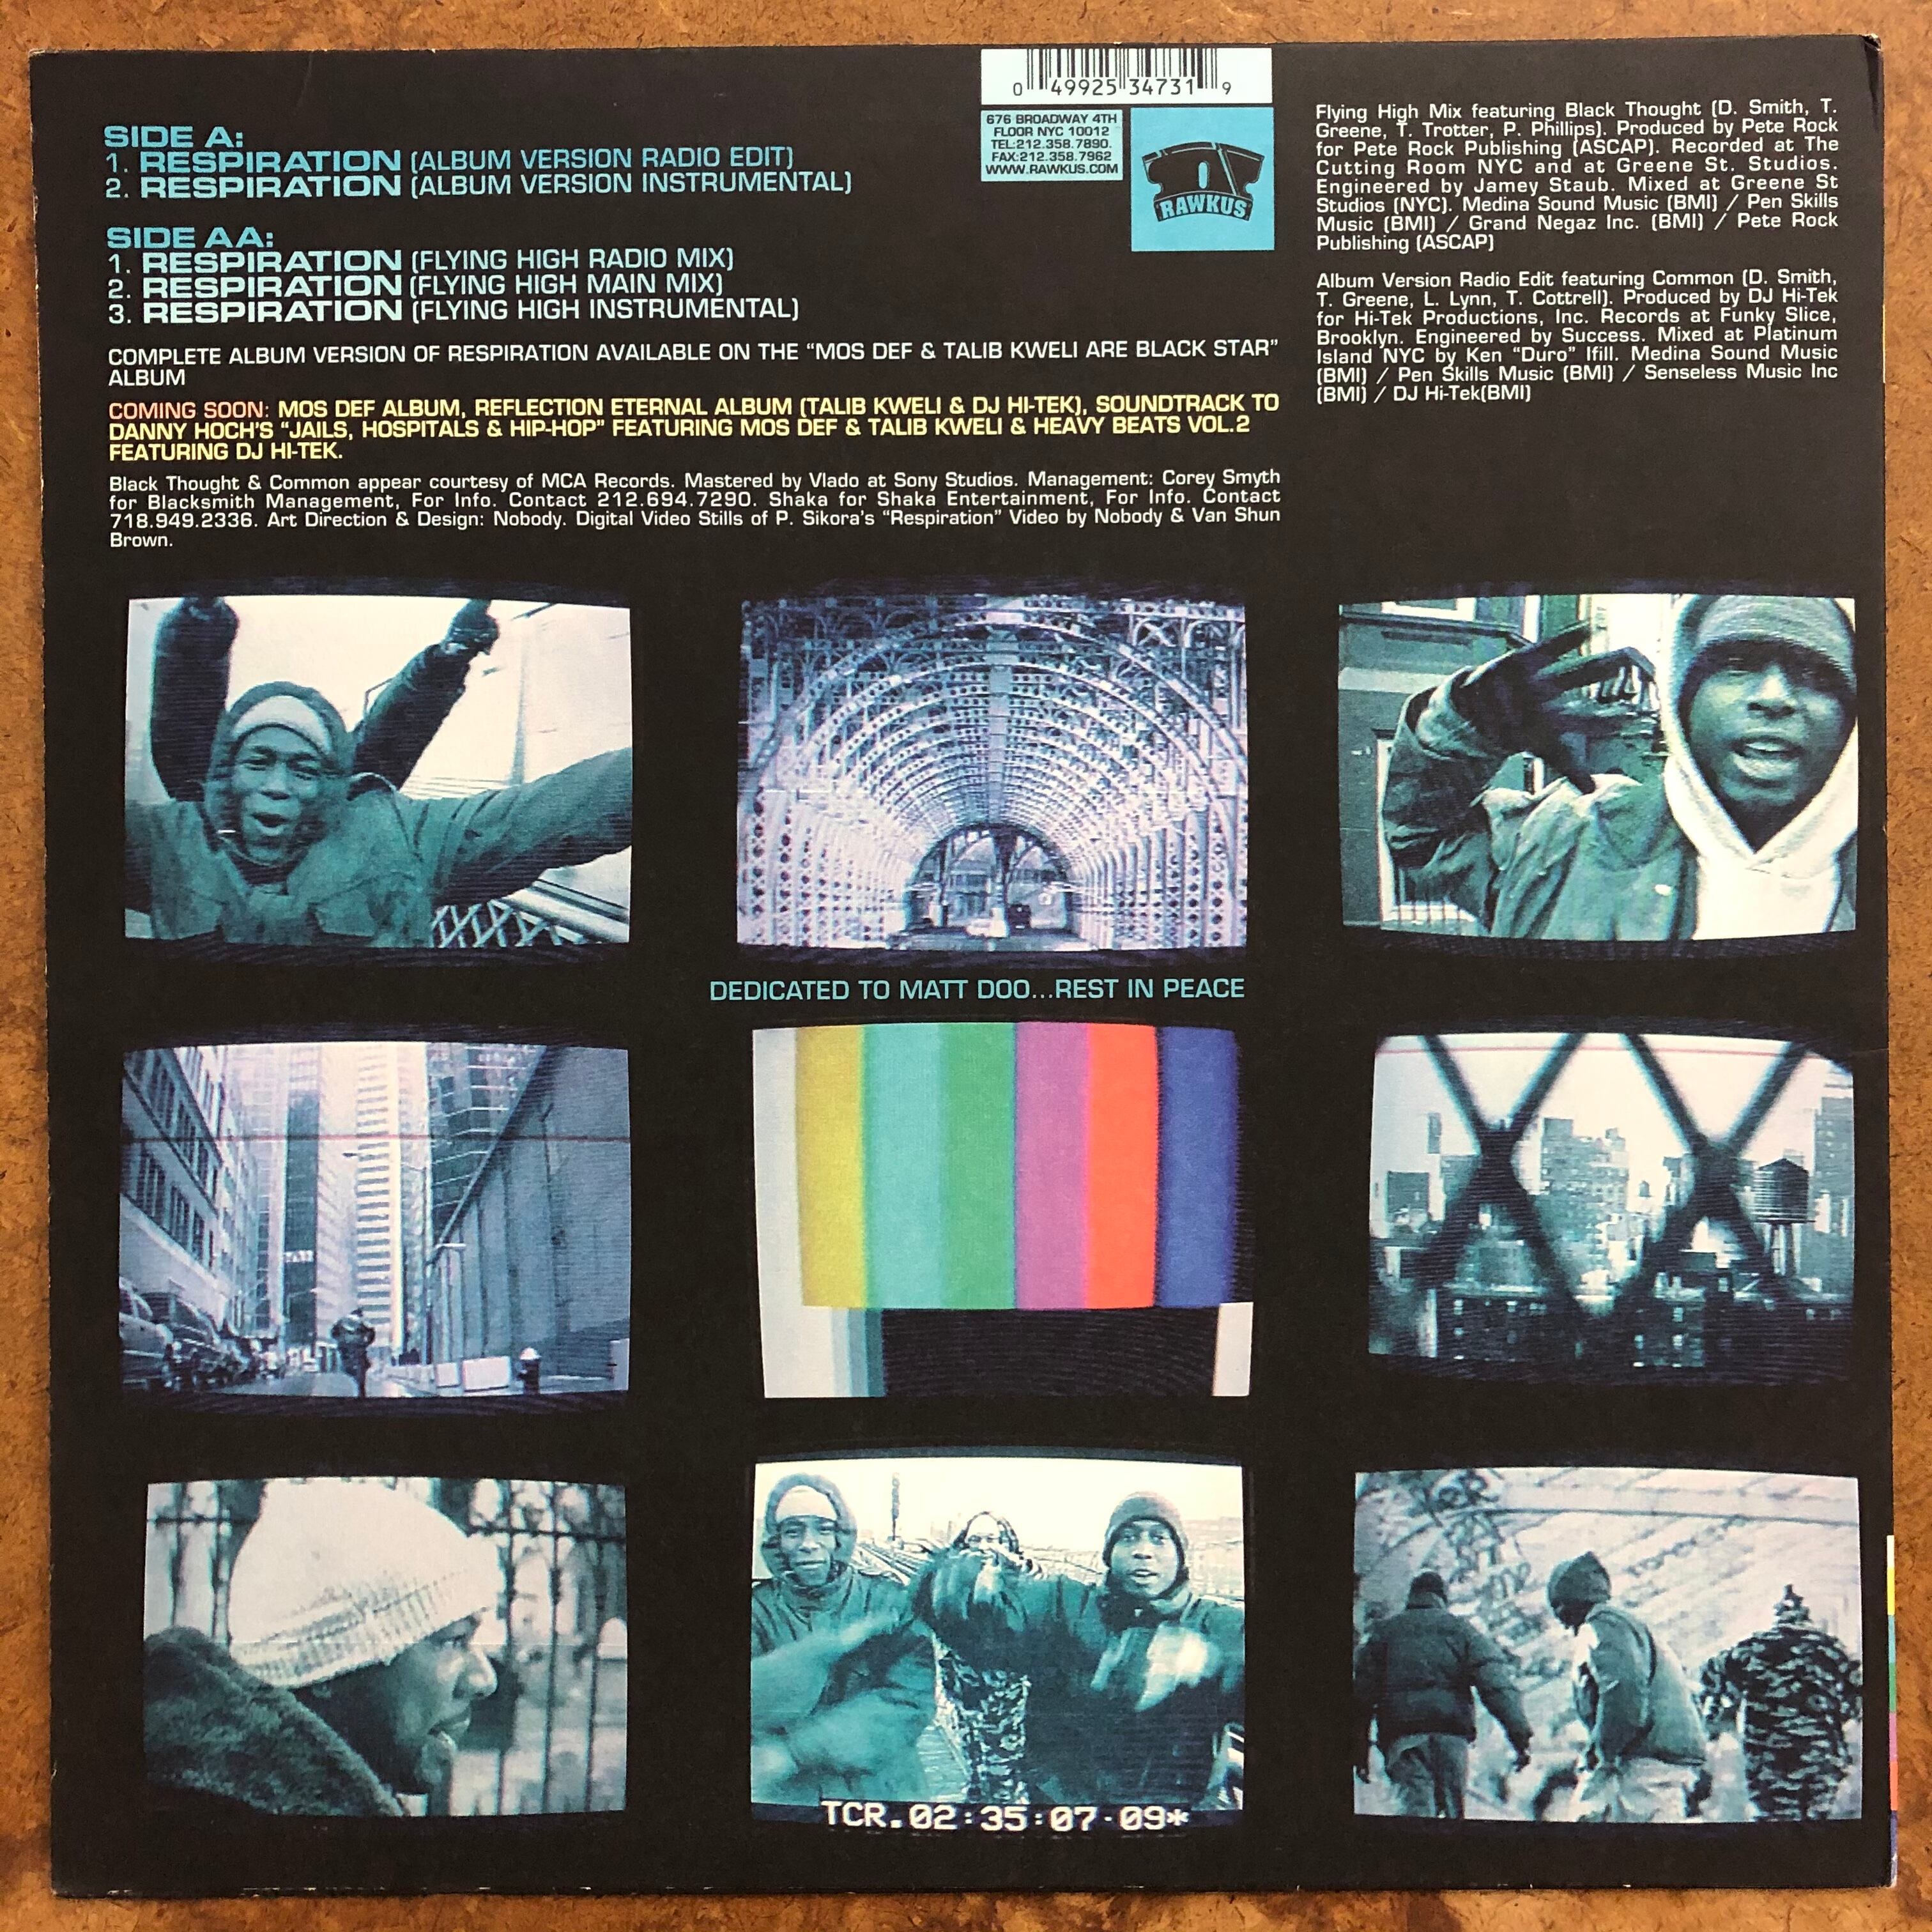 0 49925 34731 9
676 BROADWAY 4TH
FLOOR NYC 10012
TEL:212.358.7890.
FAX:212.358.7962
WWW.RAWKUS.COM
RAWKUS
SIDE A:
1. RESPIRATION (ALBUM VERSION RADIO EDIT)
2. RESPIRATION (ALBUM VERSION INSTRUMENTAL)
SIDE AA:
1. RESPIRATION (FLYING HIGH RADIO MIX)
2. RESPIRATION (FLYING HIGH MAIN MIX)
3. RESPIRATION (FLYING HIGH INSTRUMENTAL)
COMPLETE ALBUM VERSION OF RESPIRATION AVAILABLE ON THE “MOS DEF & TALIB KWELI ARE BLACK STAR”
ALBUM
COMING SOON: MOS DEF ALBUM, REFLECTION ETERNAL ALBUM (TALIB KWELI & DJ HI-TEK), SOUNDTRACK TO
DANNY HOCH'S “JAILS, HOSPITALS & HIP-HOP” FEATURING MOS DEF & TALIB KWELI & HEAVY BEATS VOL.2
FEATURING DJ HI-TEK.
Black Thought & Common appear courtesy of MCA Records. Mastered by Vlado at Sony Studios. Management: Corey Smyth
for Blacksmith Management, For Info. Contact 212.694.7290. Shaka for Shaka Entertainment, For Info. Contact
718.949.2336. Art Direction & Design: Nobody. Digital Video Stills of P. Sikora's “Respiration” Video by Nobody & Van Shun
Brown.
Flying High Mix featuring Black Thought (D. Smith, T.
Greene, T. Trotter, P. Phillips). Produced by Pete Rock
for Pete Rock Publishing (ASCAP). Recorded at The
Cutting Room NYC and at Greene St. Studios.
Engineered by Jamey Staub. Mixed at Greene St
Studios (NYC). Medina Sound Music (BMI) / Pen Skills
Music (BMI) / Grand Negaz Inc. (BMI) / Pete Rock
Publishing (ASCAP)
Album Version Radio Edit featuring Common (D. Smith,
T. Greene, L. Lynn, T. Cottrell). Produced by DJ Hi-Tek
for Hi-Tek Productions, Inc. Records at Funky Slice,
Brooklyn. Engineered by Success. Mixed at Platinum
Island NYC by Ken “Duro” Ifill. Medina Sound Music
(BMI) / Pen Skills Music (BMI) / Senseless Music Inc
(BMI) / DJ Hi-Tek(BMI)
DEDICATED TO MATT DOO...REST IN PEACE
TCR.02:35:07·09*